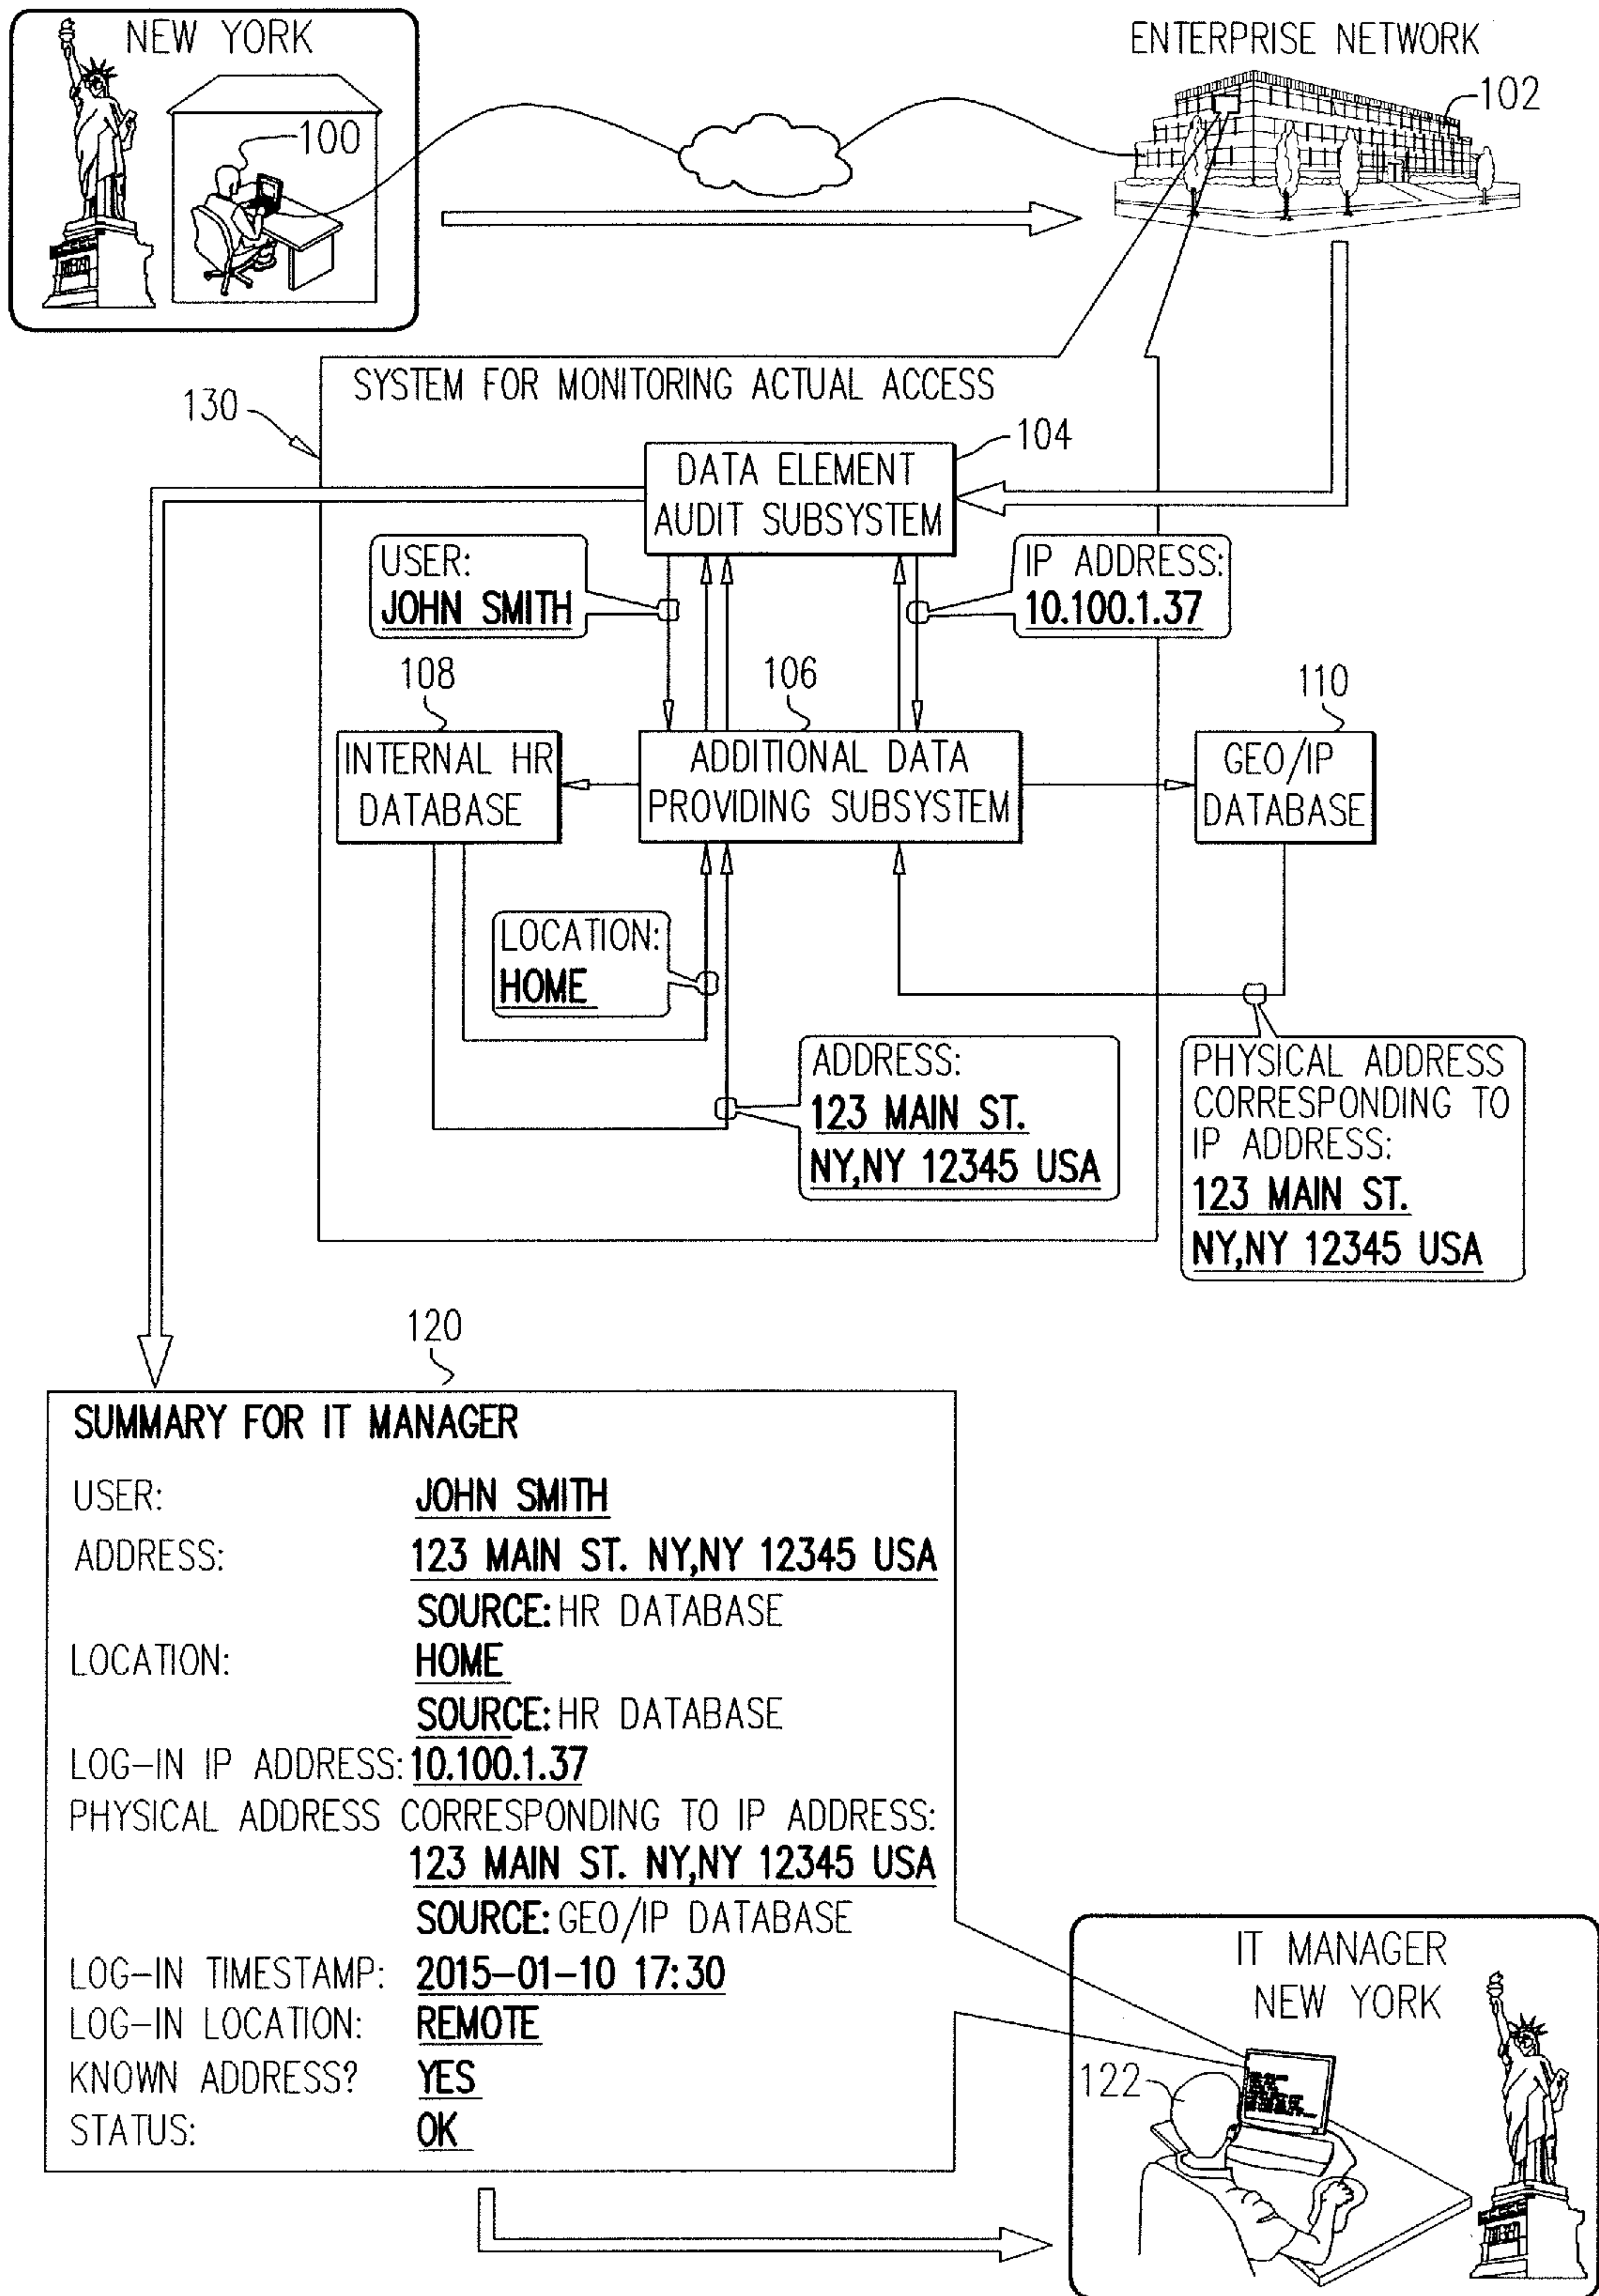 NEW YORK
100
ENTERPRISE NETWORK
102
SYSTEM FOR MONITORING ACTUAL ACCESS
130
104
DATA ELEMENT
AUDIT SUBSYSTEM
USER:
JOHN SMITH
IP ADDRESS:
10.100.1.37
108
106
110
INTERNAL HR
DATABASE
ADDITIONAL DATA
PROVIDING SUBSYSTEM
GEO/IP
DATABASE
LOCATION:
HOME
ADDRESS:
123 MAIN ST.
NY,NY 12345 USA
PHYSICAL ADDRESS
CORRESPONDING TO
IP ADDRESS:
123 MAIN ST.
NY,NY 12345 USA
120
SUMMARY FOR IT MANAGER
USER: JOHN SMITH
ADDRESS: 123 MAIN ST. NY,NY 12345 USA
SOURCE: HR DATABASE
LOCATION: HOME
SOURCE: HR DATABASE
LOG-IN IP ADDRESS: 10.100.1.37
PHYSICAL ADDRESS CORRESPONDING TO IP ADDRESS:
123 MAIN ST. NY,NY 12345 USA
SOURCE: GEO/IP DATABASE
LOG-IN TIMESTAMP: 2015-01-10 17:30
LOG-IN LOCATION: REMOTE
KNOWN ADDRESS? YES
STATUS: OK
IT MANAGER
NEW YORK
122